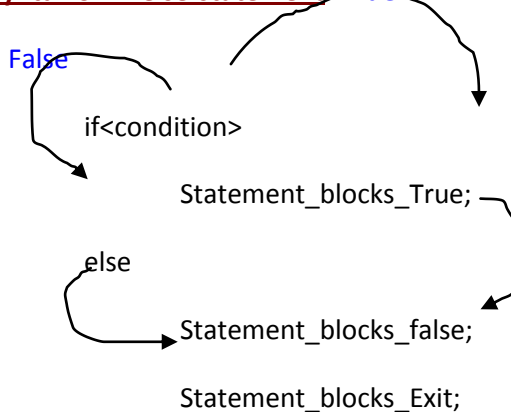 False
if<condition>
Statement_blocks_True;
else
Statement_blocks_false;
Statement_blocks_Exit;